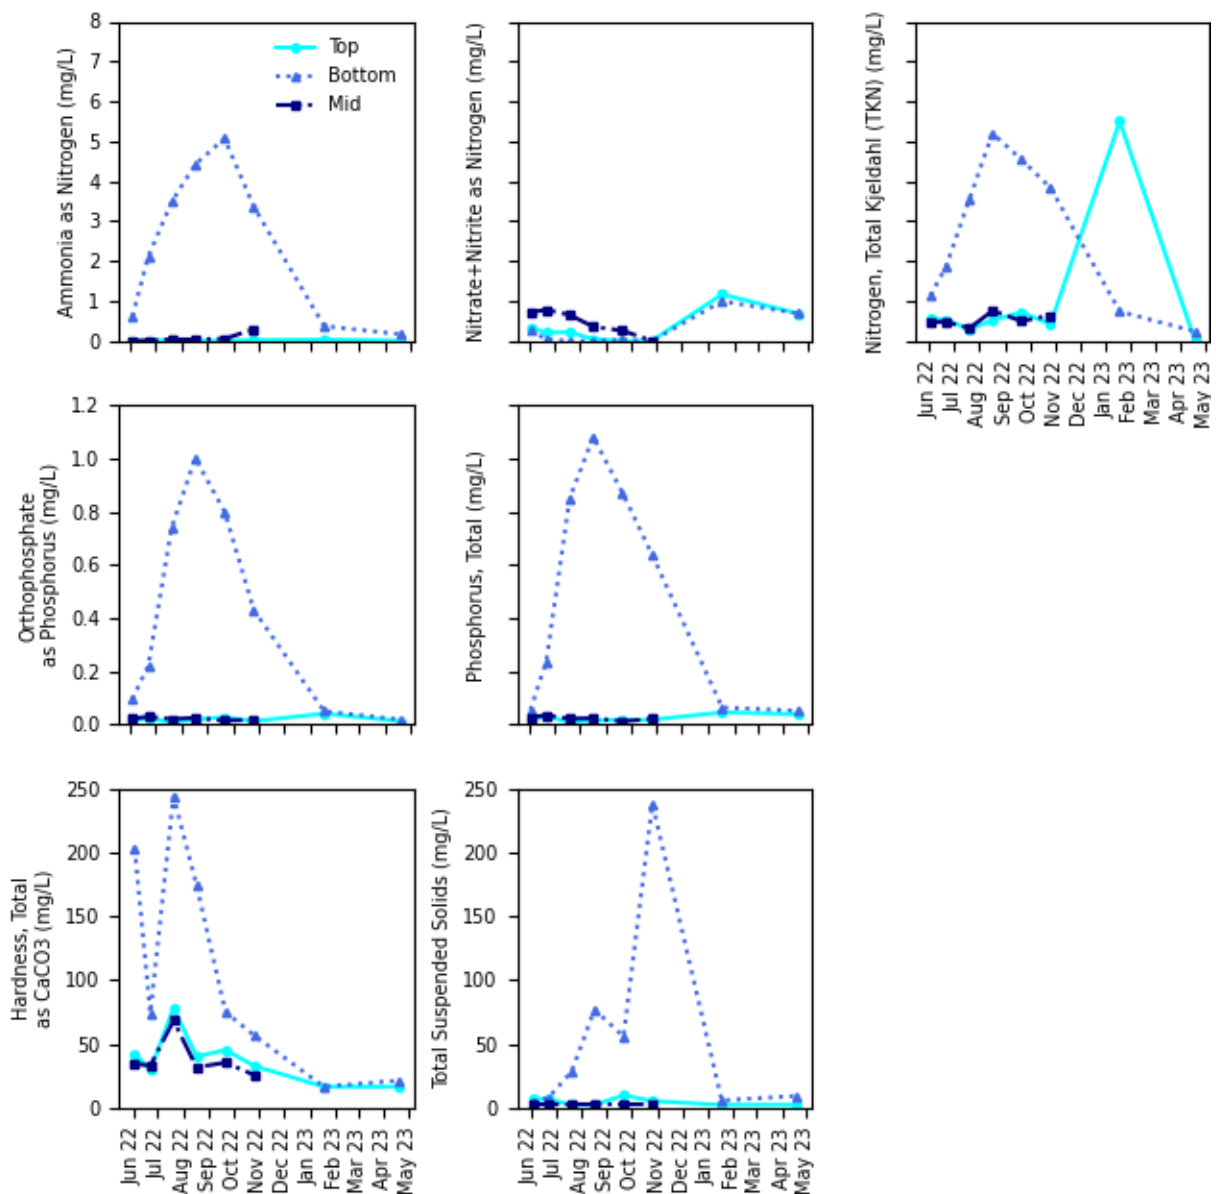 8
7
6
5
4
3
2
1
0
Ammonia as Nitrogen (mg/L)
Top
Bottom
Mid
Nitrate+Nitrite as Nitrogen (mg/L)
Nitrogen, Total Kjeldahl (TKN) (mg/L)
Jun 22
Jul 22
Aug 22
Sep 22
Oct 22
Nov 22
Dec 22
Jan 23
Feb 23
Mar 23
Apr 23
May 23
1.2
1.0
0.8
0.6
0.4
0.2
0.0
Orthophosphate
as Phosphorus (mg/L)
Phosphorus, Total (mg/L)
250
200
150
100
50
0
Hardness, Total
as CaCO3 (mg/L)
Jun 22
Jul 22
Aug 22
Sep 22
Oct 22
Nov 22
Dec 22
Jan 23
Feb 23
Mar 23
Apr 23
May 23
250
200
150
100
50
0
Total Suspended Solids (mg/L)
Jun 22
Jul 22
Aug 22
Sep 22
Oct 22
Nov 22
Dec 22
Jan 23
Feb 23
Mar 23
Apr 23
May 23